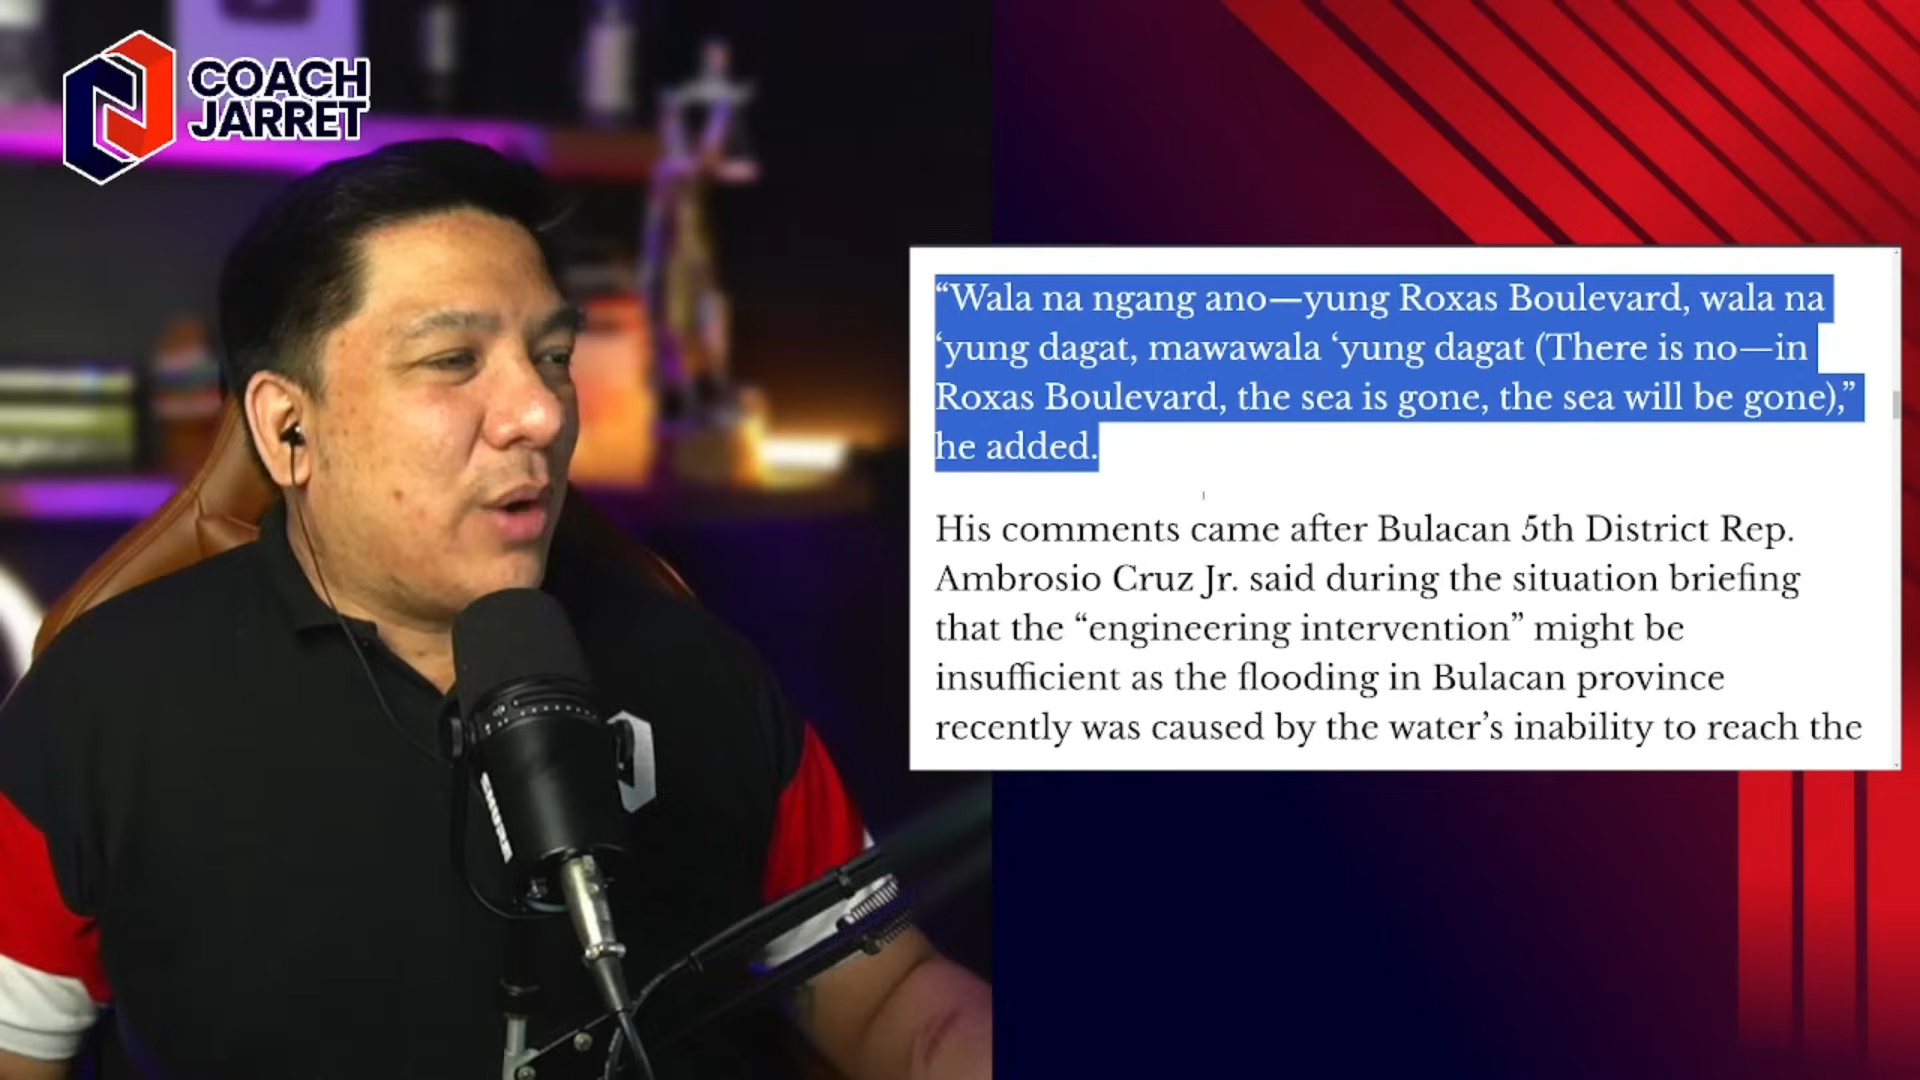 COACH
JARRET
“Wala na ngang ano—yung Roxas Boulevard, wala na
‘yung dagat, mawawala ‘yung dagat (There is no—in
Roxas Boulevard, the sea is gone, the sea will be gone),”
he added.
His comments came after Bulacan 5th District Rep.
Ambrosio Cruz Jr. said during the situation briefing
that the “engineering intervention” might be
insufficient as the flooding in Bulacan province
recently was caused by the water’s inability to reach the